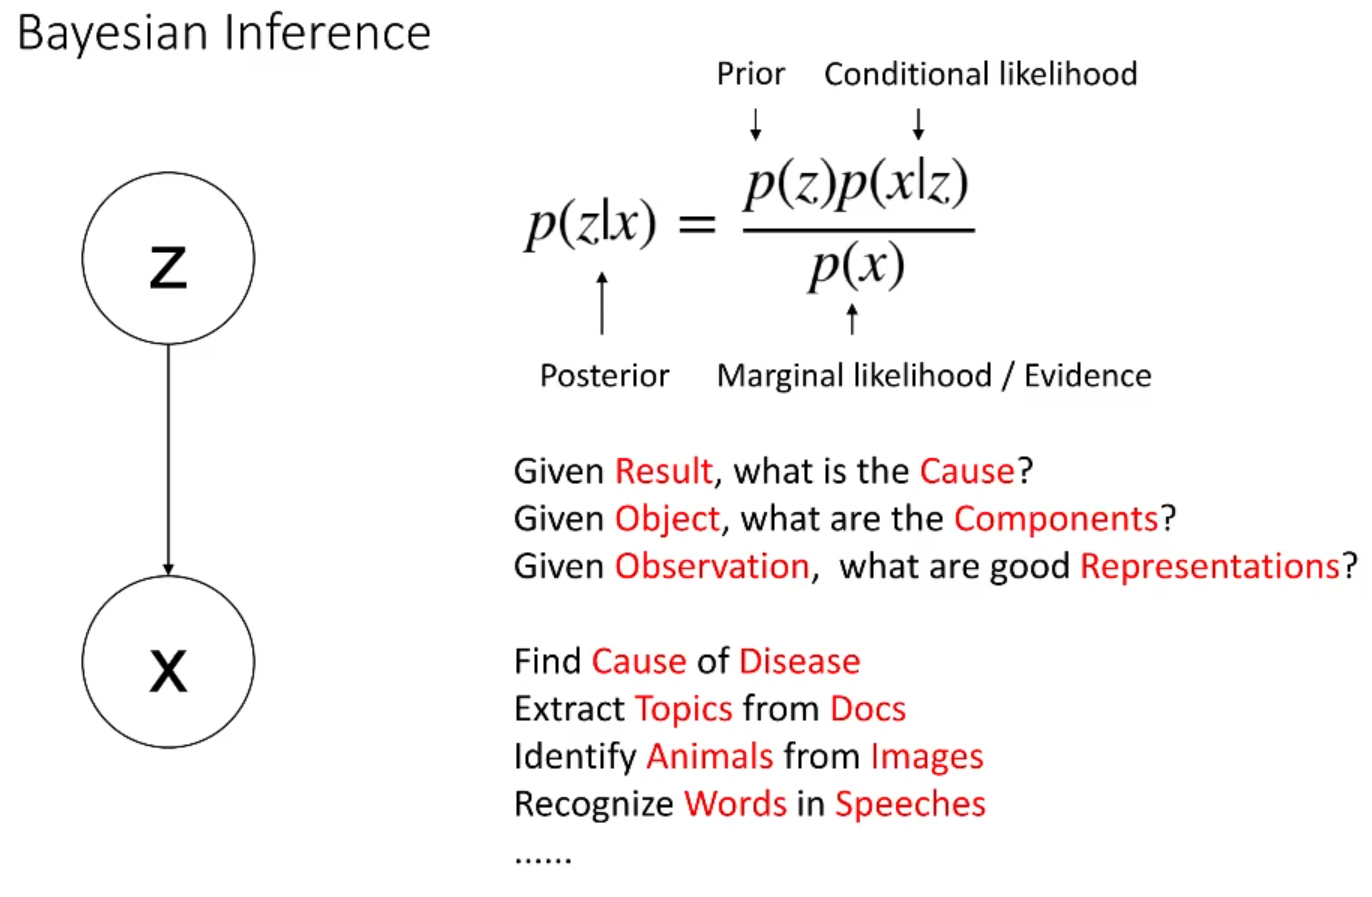 Bayesian Inference
Prior Conditional likelihood
p(z|x) = p(z)p(x|z)
p(x)
Posterior Marginal likelihood / Evidence
z
x
Given Result, what is the Cause?
Given Object, what are the Components?
Given Observation, what are good Representations?
Find Cause of Disease
Extract Topics from Docs
Identify Animals from Images
Recognize Words in Speeches
......